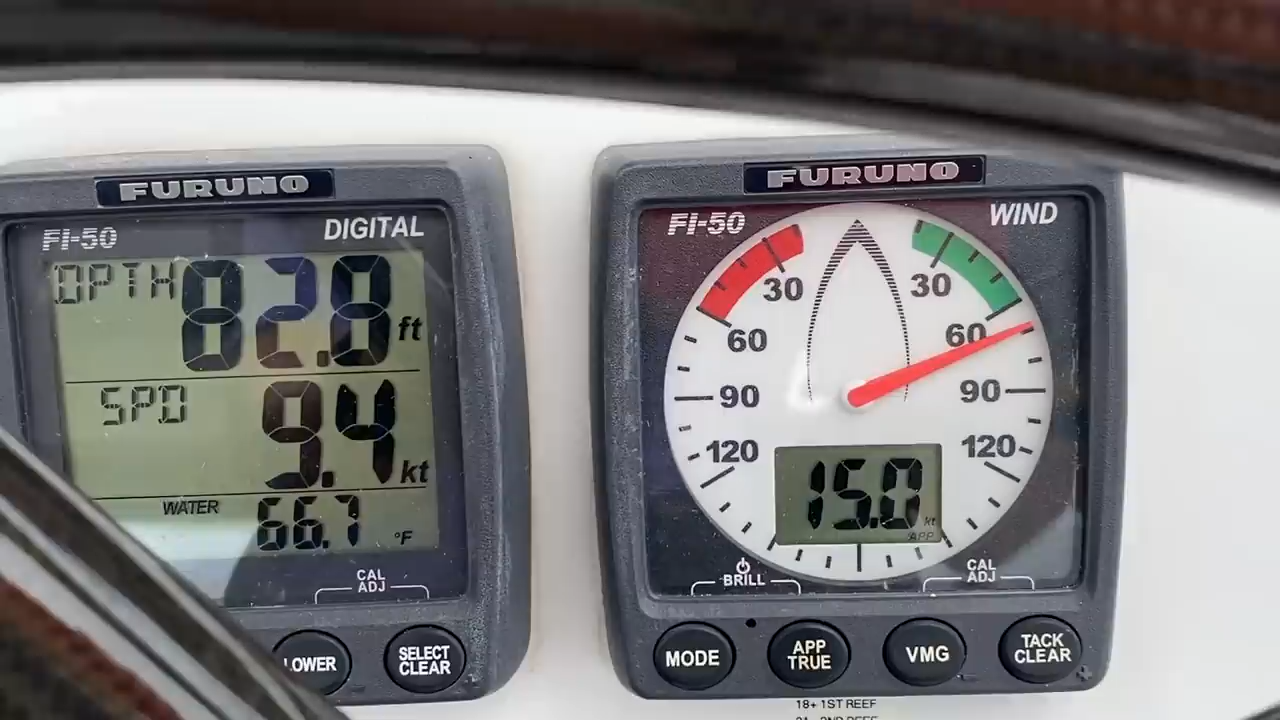 FURUNO
FI-50
DIGITAL
DPTH 82.8 ft
SPD 9.4 kt
WATER 66.7 °F
CAL
ADJ
LOWER
SELECT
CLEAR
FURUNO
FI-50
WIND
30 30
60 60
90 90
120 120
15.0 kt
APP
BRILL
CAL
ADJ
MODE
APP
TRUE
VMG
TACK
CLEAR
18+ 1ST REEF